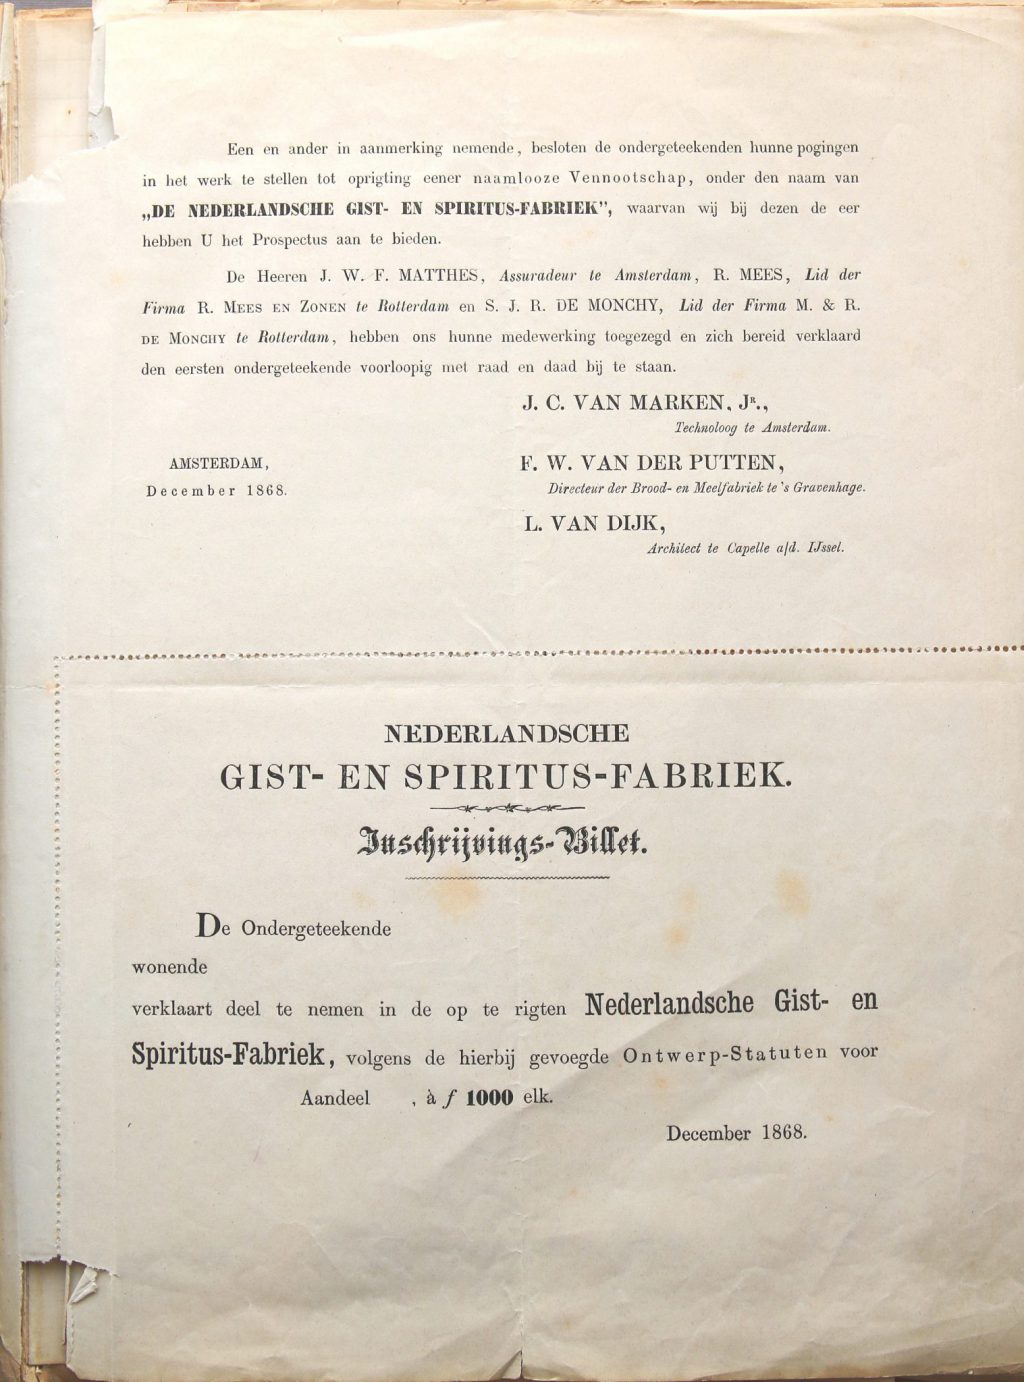 Een en ander in aanmerking nemende, besloten de ondergeteekenden hunne pogingen
in het werk te stellen tot oprigting eener naamlooze Vennootschap, onder den naam van
„DE NEDERLANDSCHE GIST- EN SPIRITUS-FABRIEK”, waarvan wij bij dezen de eer
hebben U het Prospectus aan te bieden.
De Heeren J. W. F. MATTHES, Assuradeur te Amsterdam, R. MEES, Lid der
Firma R. MEES EN ZONEN te Rotterdam en S. J. R. DE MONCHY, Lid der Firma M. & R.
DE MONCHY te Rotterdam, hebben ons hunne medewerking toegezegd en zich bereid verklaard
den eersten ondergeteekende voorloopig met raad en daad bij te staan.
J. C. VAN MARKEN, Jr.,
Technoloog te Amsterdam.
AMSTERDAM,
December 1868.
F. W. VAN DER PUTTEN,
Directeur der Brood- en Meelfabriek te 's Gravenhage.
L. VAN DIJK,
Architect te Capelle a/d. IJssel.
NEDERLANDSCHE
GIST- EN SPIRITUS-FABRIEK.
Inschrijvings-Billet.
De Ondergeteekende
wonende
verklaart deel te nemen in de op te rigten Nederlandsche Gist- en
Spiritus-Fabriek, volgens de hierbij gevoegde Ontwerp-Statuten voor
Aandeel , à ƒ 1000 elk.
December 1868.